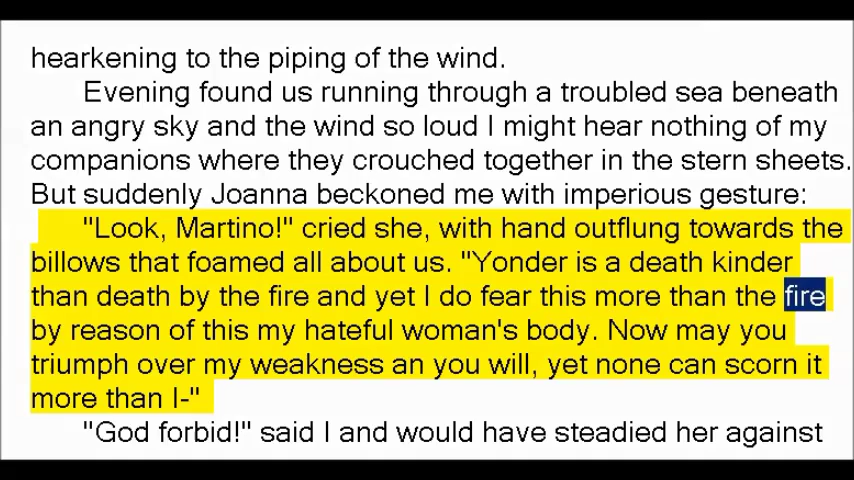 hearkening to the piping of the wind.
Evening found us running through a troubled sea beneath
an angry sky and the wind so loud I might hear nothing of my
companions where they crouched together in the stern sheets.
But suddenly Joanna beckoned me with imperious gesture:
"Look, Martino!" cried she, with hand outflung towards the
billows that foamed all about us. "Yonder is a death kinder
than death by the fire and yet I do fear this more than the fire
by reason of this my hateful woman's body. Now may you
triumph over my weakness an you will, yet none can scorn it
more than I-"
"God forbid!" said I and would have steadied her against